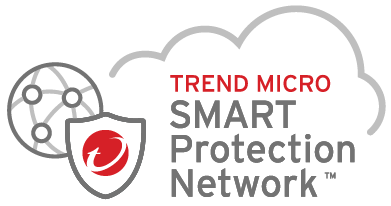 TREND MICRO
SMART
Protection
Network™